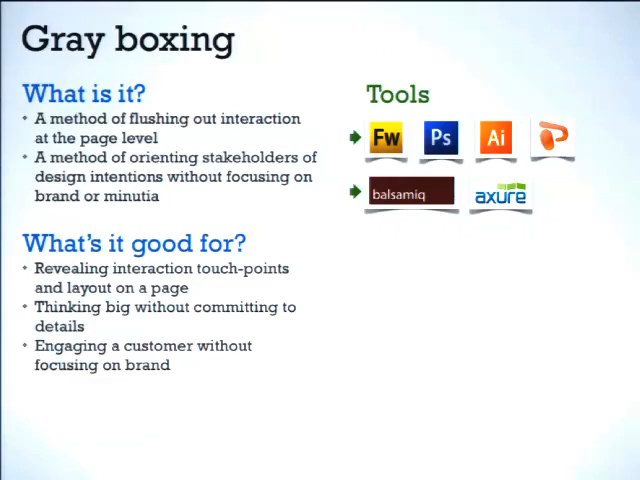 Gray boxing
What is it?
A method of flushing out interaction
at the page level
A method of orienting stakeholders of
design intentions without focusing on
brand or minutia
What's it good for?
Revealing interaction touch-points
and layout on a page
Thinking big without committing to
details
Engaging a customer without
focusing on brand
Tools
Fw Ps Ai
balsamiq axure